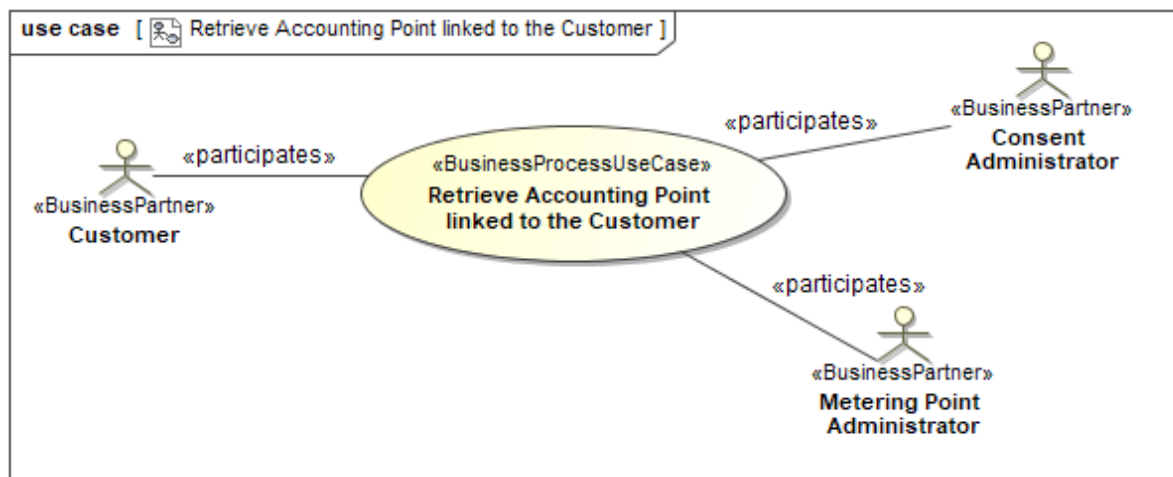 use case [ Retrieve Accounting Point linked to the Customer ]
«BusinessPartner»
Consent
Administrator
«participates»
«participates»
«BusinessProcessUseCase»
Retrieve Accounting Point
linked to the Customer
«BusinessPartner»
Customer
«participates»
«BusinessPartner»
Metering Point
Administrator